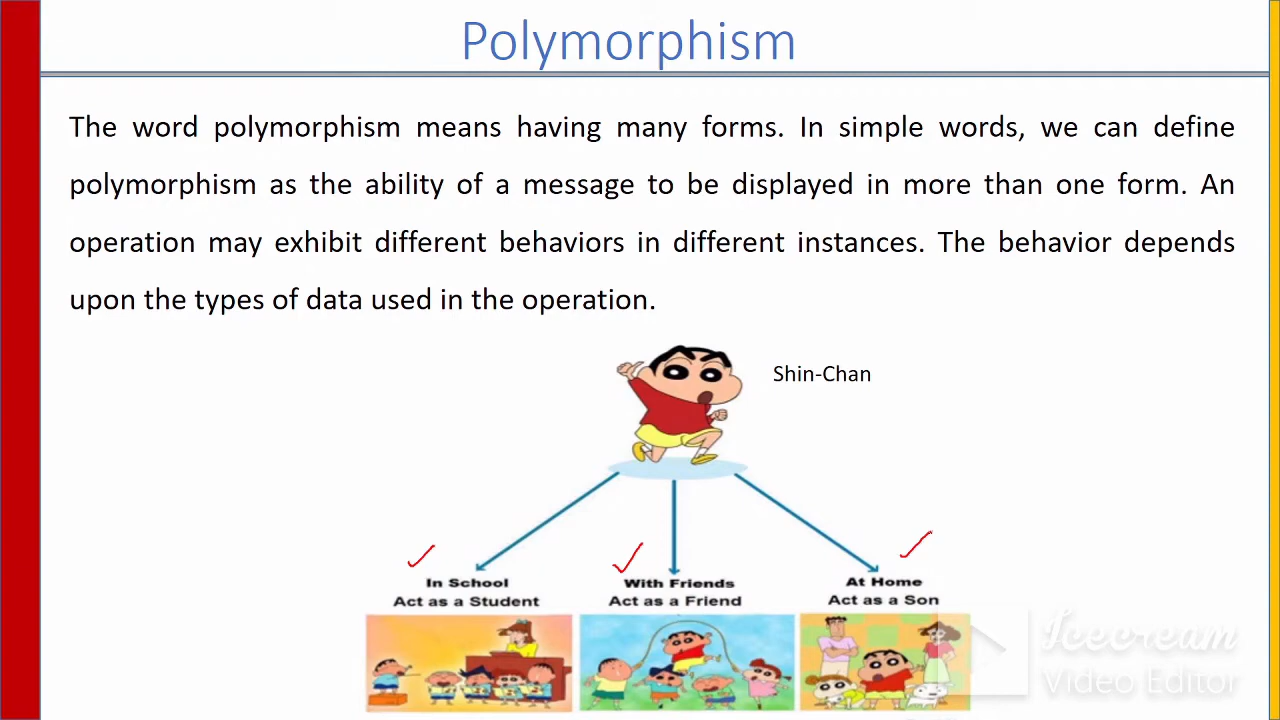 Polymorphism
The word polymorphism means having many forms. In simple words, we can define
polymorphism as the ability of a message to be displayed in more than one form. An
operation may exhibit different behaviors in different instances. The behavior depends
upon the types of data used in the operation.
Shin-Chan
In School
Act as a Student
With Friends
Act as a Friend
At Home
Act as a Son
Icecream
Video Editor